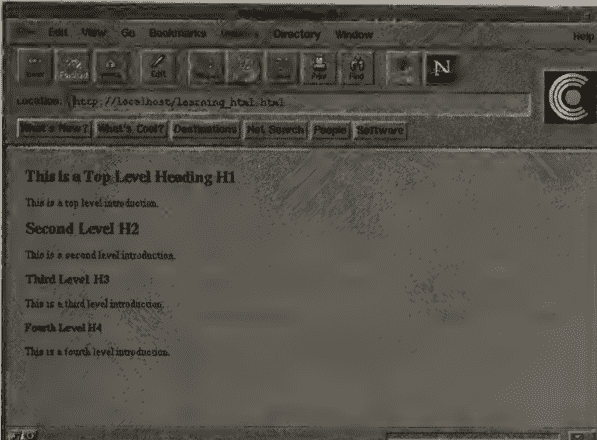 Edit View Go Bookmarks Directory Window Help
Edit Print Find N
Location: http://localhost/learning_html.html
What's New? What's Cool? Destinations Net Search People Software
This is a Top Level Heading H1
This is a top level introduction.
Second Level H2
This is a second level introduction.
Third Level H3
This is a third level introduction.
Fourth Level H4
This is a fourth level introduction.